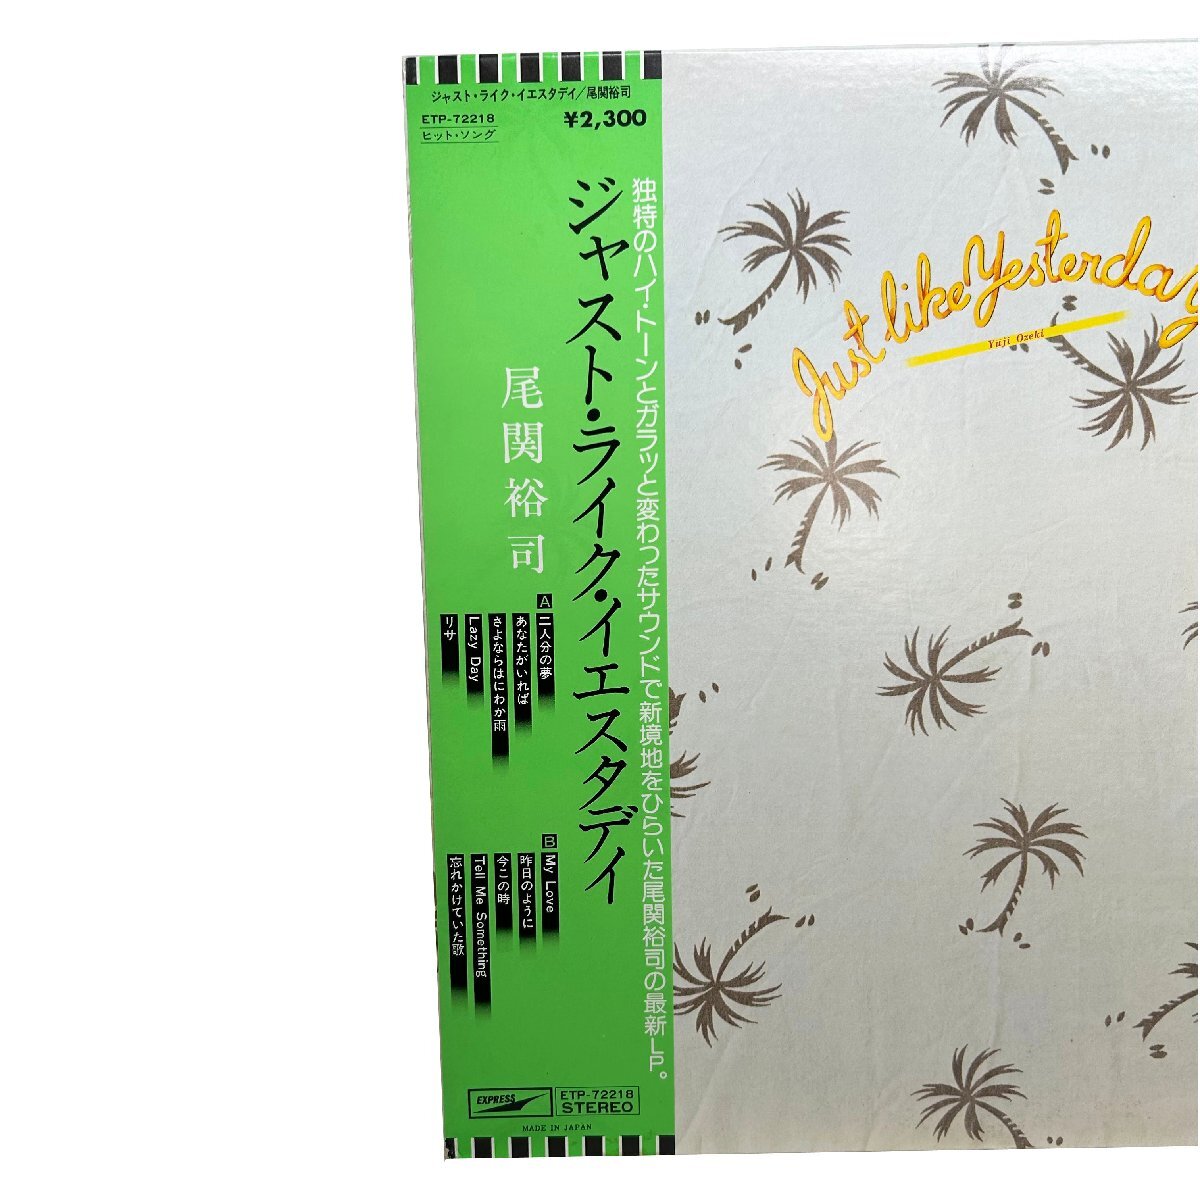 ジャスト・ライク・イエスタデイ/尾関裕司
ETP-72218
ヒット・ソング
¥2,300
独特のハイ・トーンとガラッと変わったサウンドで新境地をひらいた尾関裕司の最新LP。
ジャスト・ライク・イエスタデイ
尾関裕司
A
二人分の夢
あなたがいれば
さよならはにわか雨
Lazy Day
リサ
B
My Love
昨日のように
今この時
Tell Me Something
忘れかけていた歌
EXPRESS
ETP-72218
STEREO
MADE IN JAPAN
Just like Yesterday
Yuji Ozeki